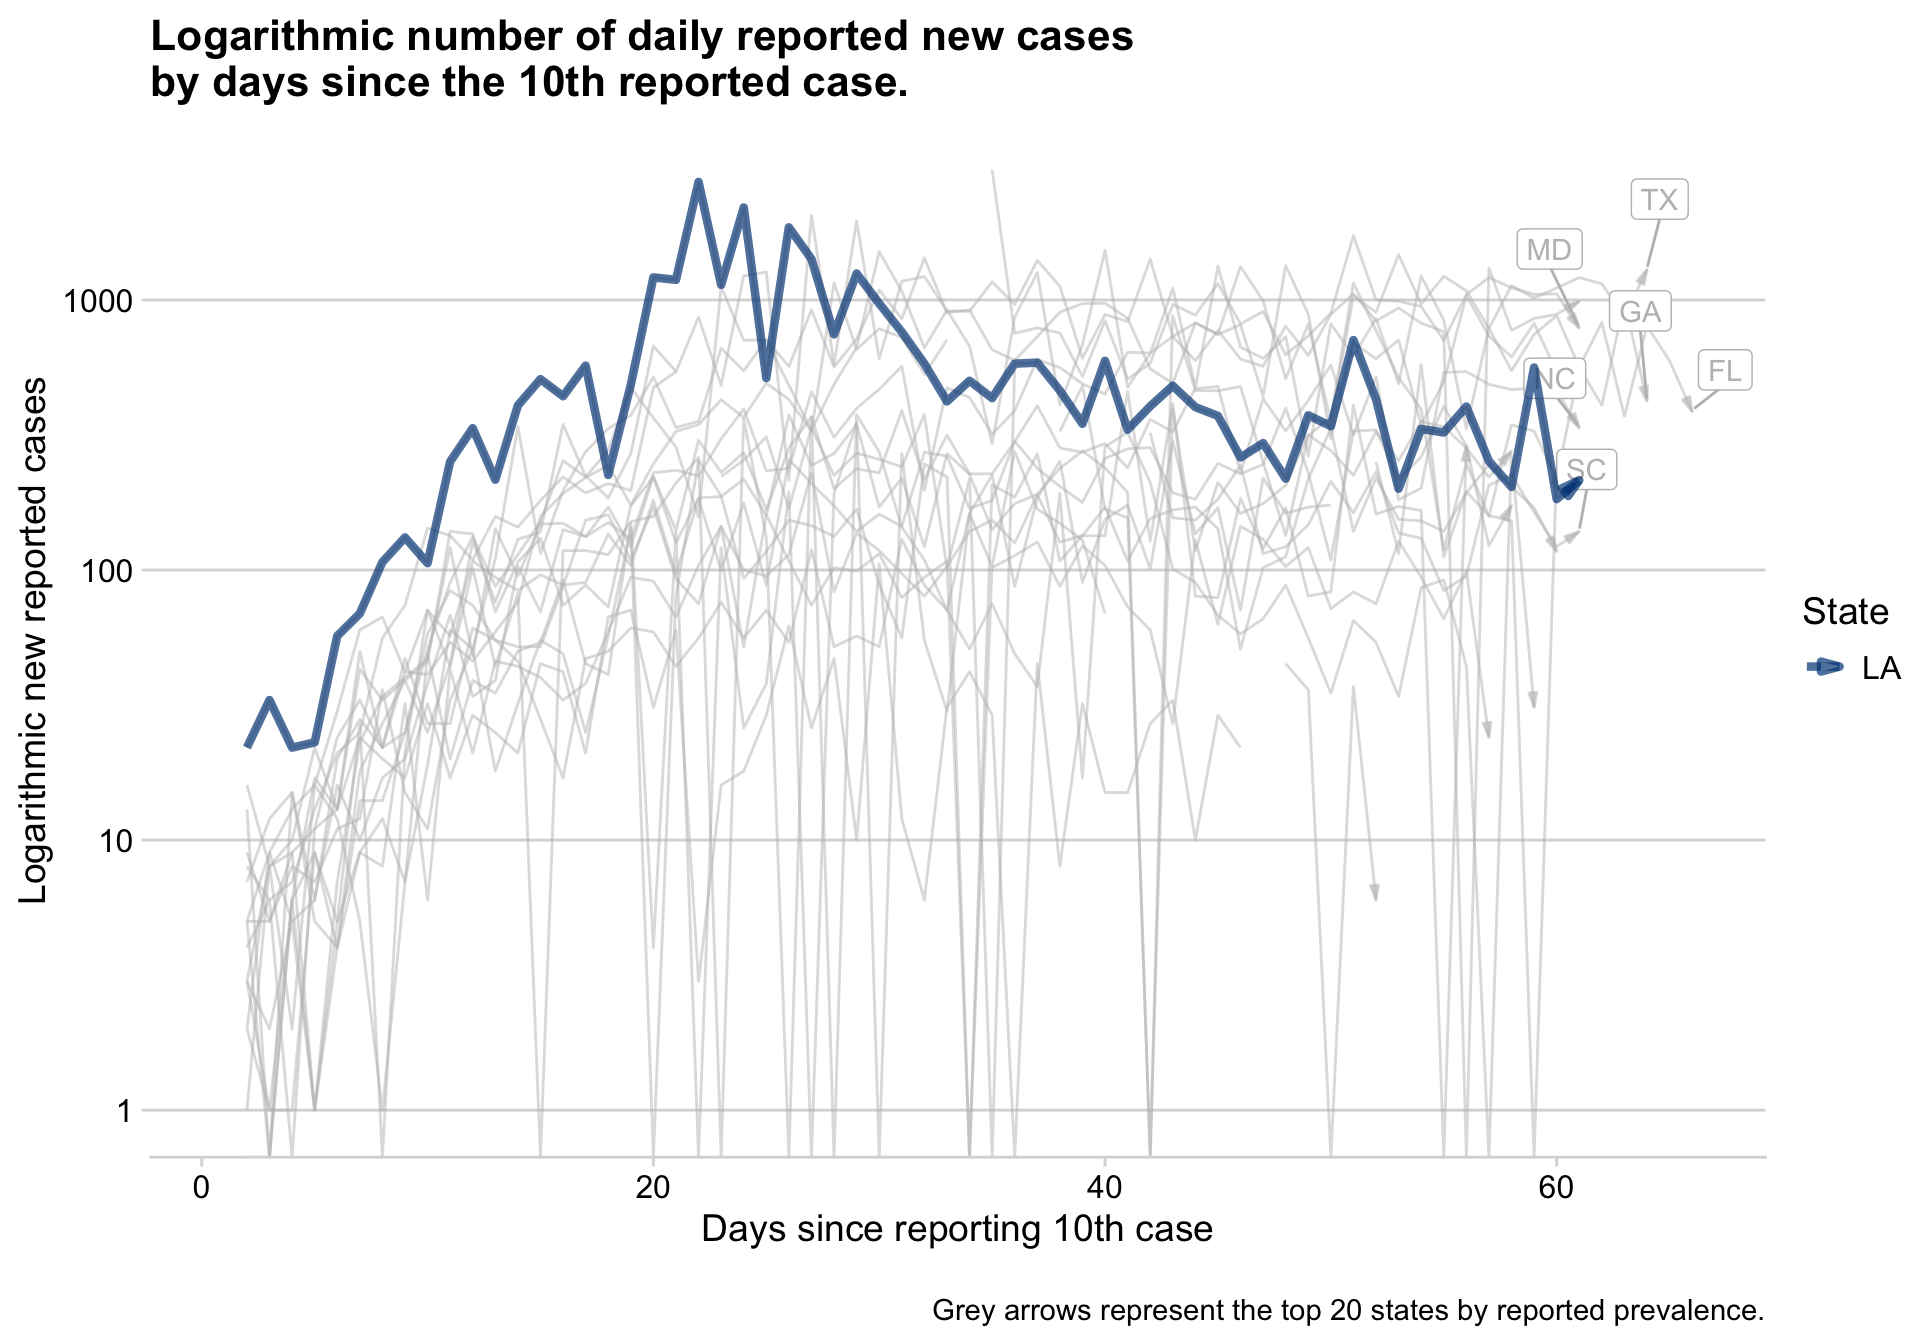 Logarithmic number of daily reported new cases
by days since the 10th reported case.
Logarithmic new reported cases
1000
100
10
1
TX
MD
GA
FL
NC
SC
State
LA
0
20
40
60
Days since reporting 10th case
Grey arrows represent the top 20 states by reported prevalence.